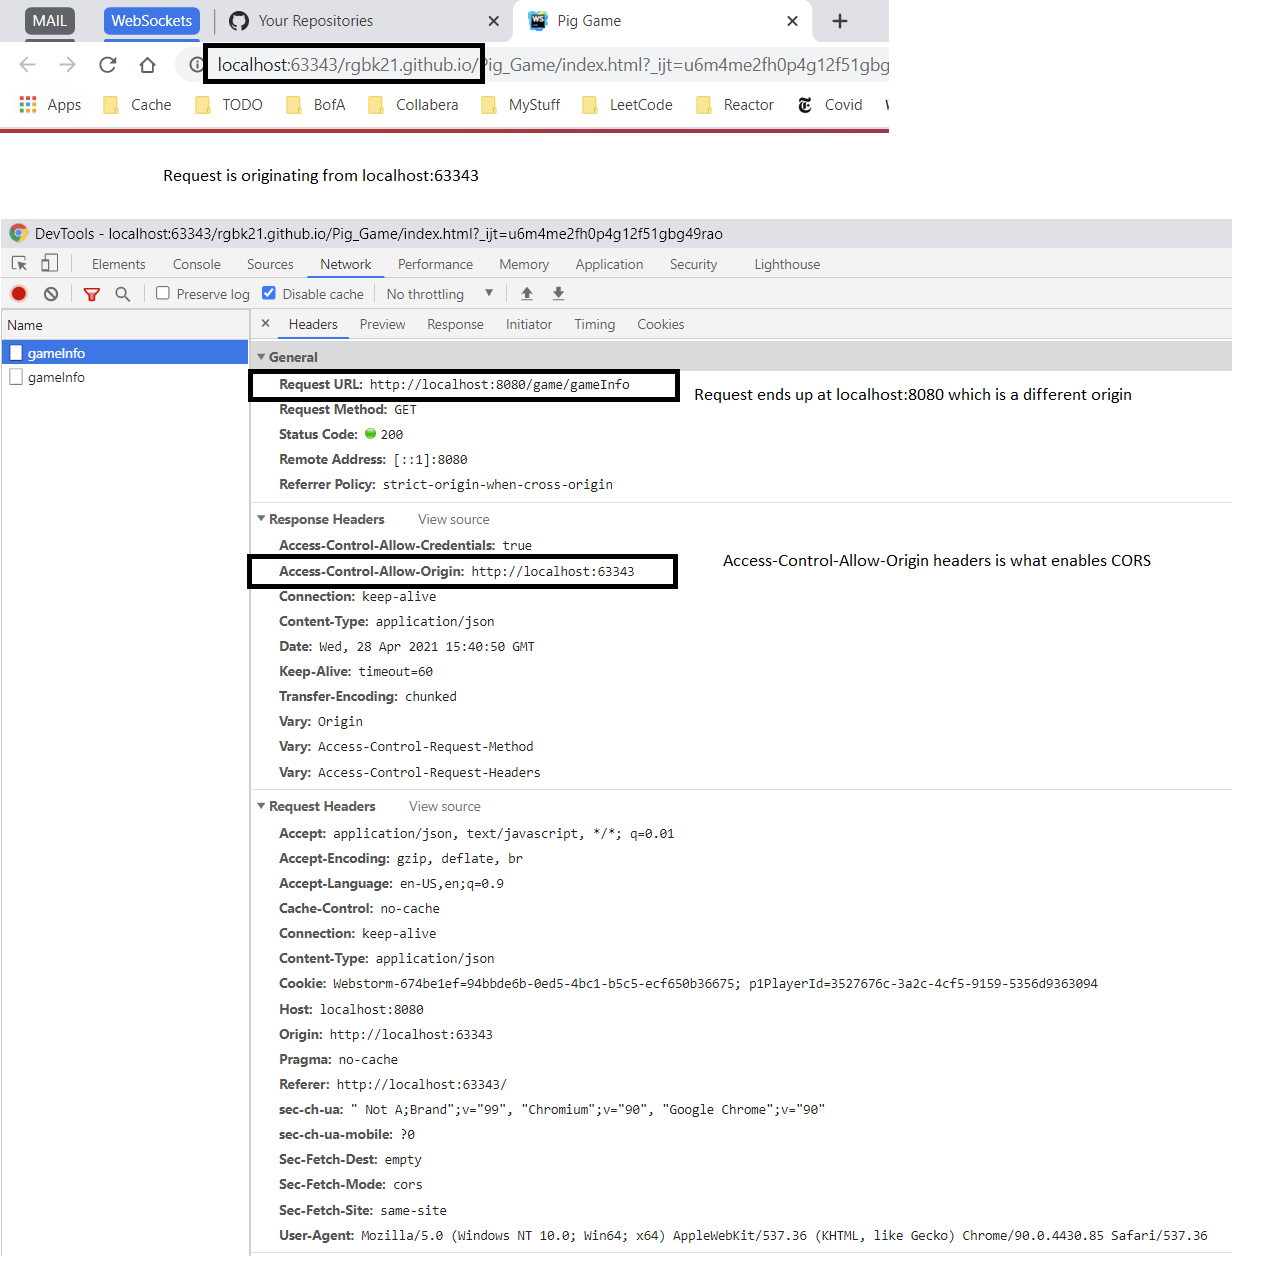 MAIL WebSockets Your Repositories Pig Game
localhost:63343/rgbk21.github.io/Pig_Game/index.html?_ijt=u6m4me2fh0p4g12f51gbg
Apps Cache TODO BofA Collabera MyStuff LeetCode Reactor Covid
Request is originating from localhost:63343
DevTools - localhost:63343/rgbk21.github.io/Pig_Game/index.html?_ijt=u6m4me2fh0p4g12f51gbg49rao
Elements Console Sources Network Performance Memory Application Security Lighthouse
Preserve log Disable cache No throttling
Name
Headers Preview Response Initiator Timing Cookies
gameInfo
gameInfo
General
Request URL: http://localhost:8080/game/gameInfo
Request ends up at localhost:8080 which is a different origin
Request Method: GET
Status Code: 200
Remote Address: [::1]:8080
Referrer Policy: strict-origin-when-cross-origin
Response Headers View source
Access-Control-Allow-Credentials: true
Access-Control-Allow-Origin: http://localhost:63343
Access-Control-Allow-Origin headers is what enables CORS
Connection: keep-alive
Content-Type: application/json
Date: Wed, 28 Apr 2021 15:40:50 GMT
Keep-Alive: timeout=60
Transfer-Encoding: chunked
Vary: Origin
Vary: Access-Control-Request-Method
Vary: Access-Control-Request-Headers
Request Headers View source
Accept: application/json, text/javascript, */*; q=0.01
Accept-Encoding: gzip, deflate, br
Accept-Language: en-US,en;q=0.9
Cache-Control: no-cache
Connection: keep-alive
Content-Type: application/json
Cookie: Webstorm-674be1ef=94bbde6b-0ed5-4bc1-b5c5-ecf650b36675; p1PlayerId=3527676c-3a2c-4cf5-9159-5356d9363094
Host: localhost:8080
Origin: http://localhost:63343
Pragma: no-cache
Referer: http://localhost:63343/
sec-ch-ua: " Not A;Brand";v="99", "Chromium";v="90", "Google Chrome";v="90"
sec-ch-ua-mobile: ?0
Sec-Fetch-Dest: empty
Sec-Fetch-Mode: cors
Sec-Fetch-Site: same-site
User-Agent: Mozilla/5.0 (Windows NT 10.0; Win64; x64) AppleWebKit/537.36 (KHTML, like Gecko) Chrome/90.0.4430.85 Safari/537.36